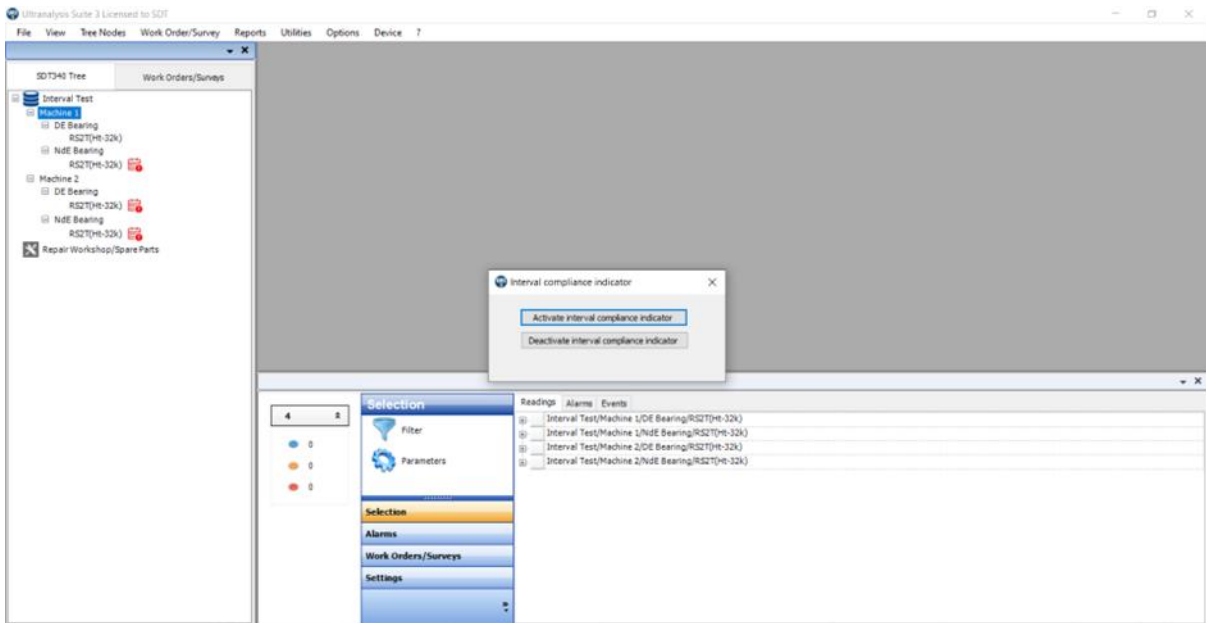 Ultranalysis Suite 3 Licensed to SDT
File View Tree Nodes Work Order/Survey Reports Utilities Options Device ?
SDT340 Tree Work Orders/Surveys
Interval Test
Machine 1
DE Bearing
RS2T(Ht-32k)
NdE Bearing
RS2T(Ht-32k)
Machine 2
DE Bearing
RS2T(Ht-32k)
NdE Bearing
RS2T(Ht-32k)
Repair Workshop/Spare Parts
Interval compliance indicator
Activate interval compliance indicator
Deactivate interval compliance indicator
4
0
0
0
Selection
Filter
Parameters
Selection
Alarms
Work Orders/Surveys
Settings
Readings Alarms Events
Interval Test/Machine 1/DE Bearing/RS2T(Ht-32k)
Interval Test/Machine 1/NdE Bearing/RS2T(Ht-32k)
Interval Test/Machine 2/DE Bearing/RS2T(Ht-32k)
Interval Test/Machine 2/NdE Bearing/RS2T(Ht-32k)